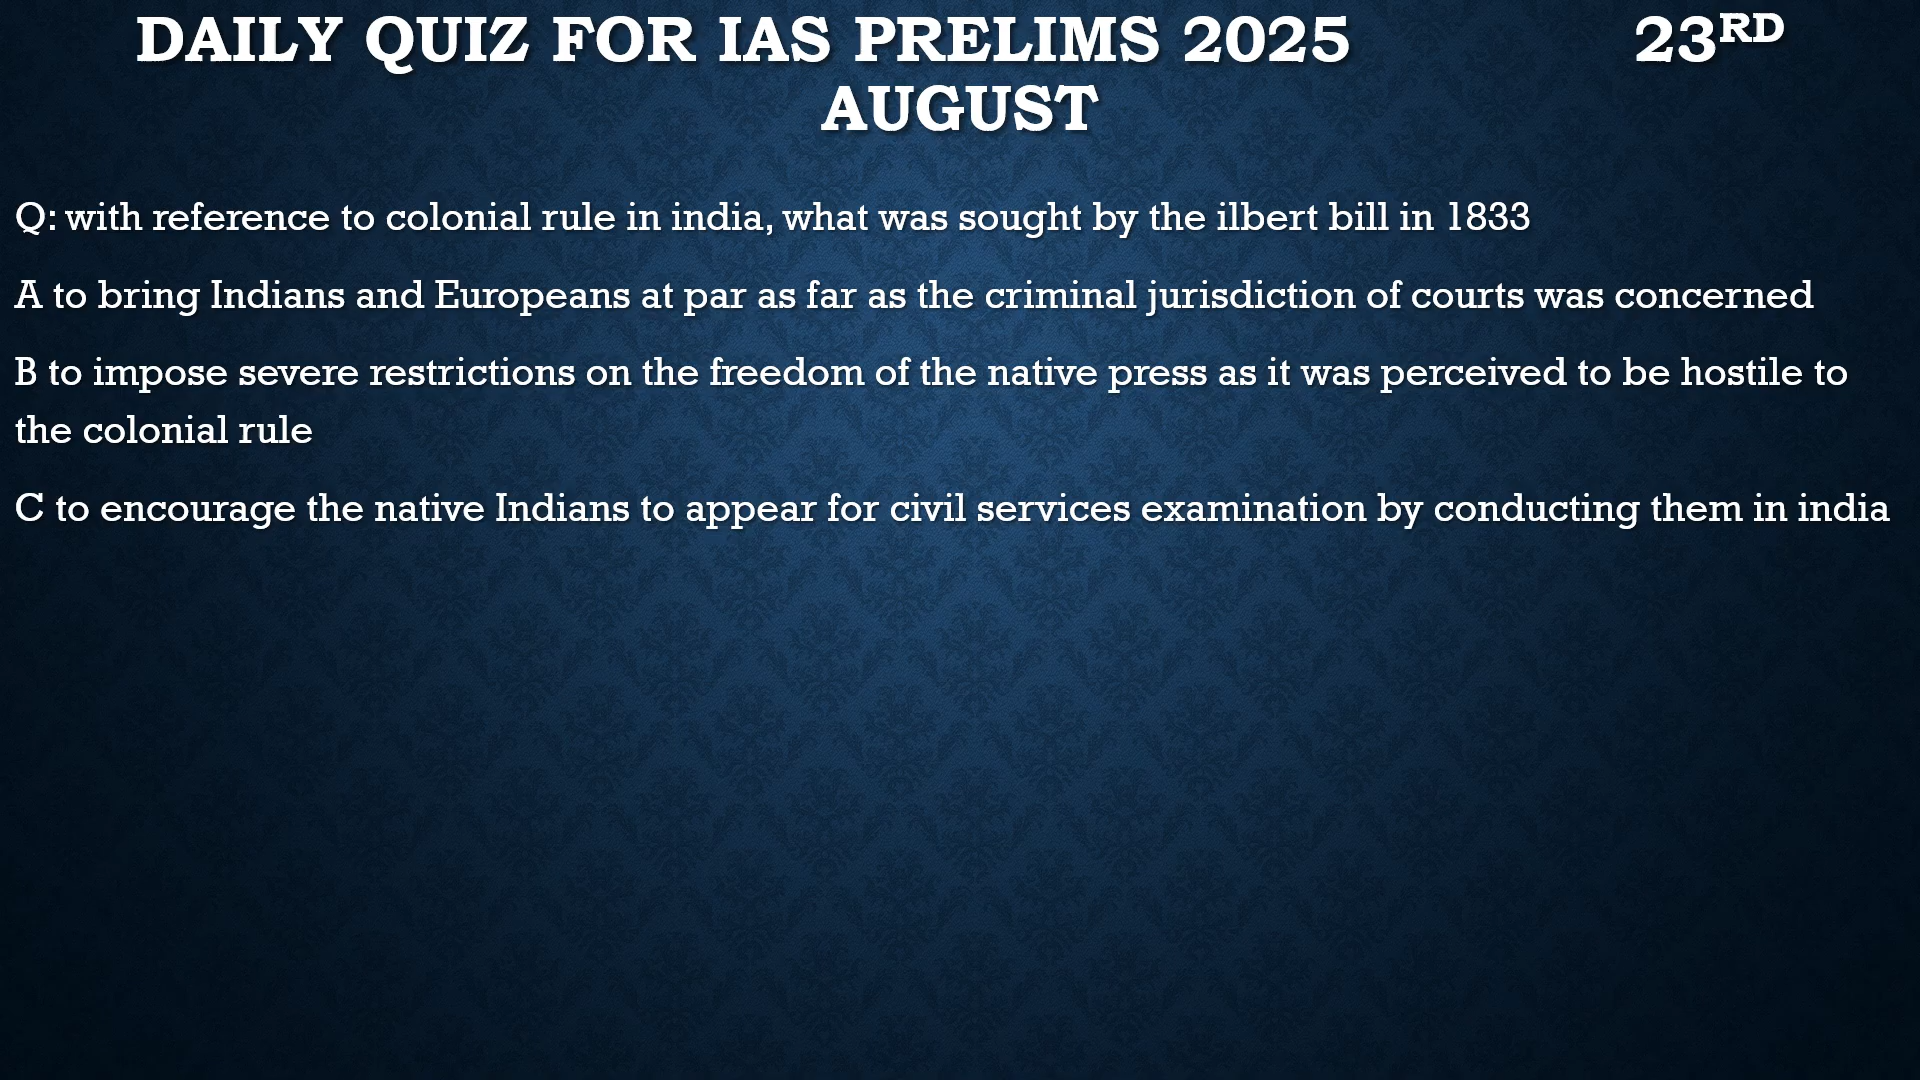 DAILY QUIZ FOR IAS PRELIMS 2025 23RD
AUGUST
Q: with reference to colonial rule in india, what was sought by the ilbert bill in 1833
A to bring Indians and Europeans at par as far as the criminal jurisdiction of courts was concerned
B to impose severe restrictions on the freedom of the native press as it was perceived to be hostile to
the colonial rule
C to encourage the native Indians to appear for civil services examination by conducting them in india